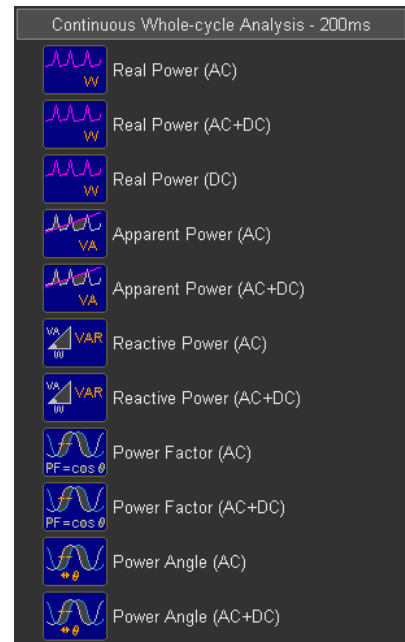 Continuous Whole-cycle Analysis - 200ms
W Real Power (AC)
W Real Power (AC+DC)
W Real Power (DC)
VA Apparent Power (AC)
VA Apparent Power (AC+DC)
VA VAR W Reactive Power (AC)
VA VAR W Reactive Power (AC+DC)
PF=cos θ Power Factor (AC)
PF=cos θ Power Factor (AC+DC)
θ Power Angle (AC)
θ Power Angle (AC+DC)